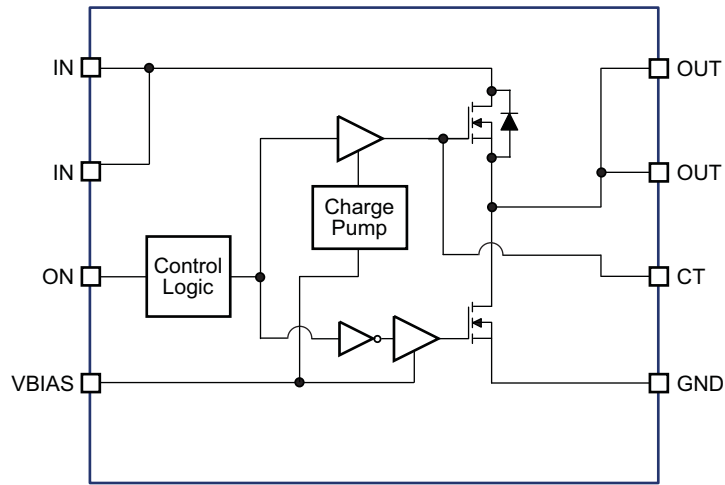 IN
OUT
IN
OUT
Charge
Pump
ON
Control
Logic
CT
VBIAS
GND